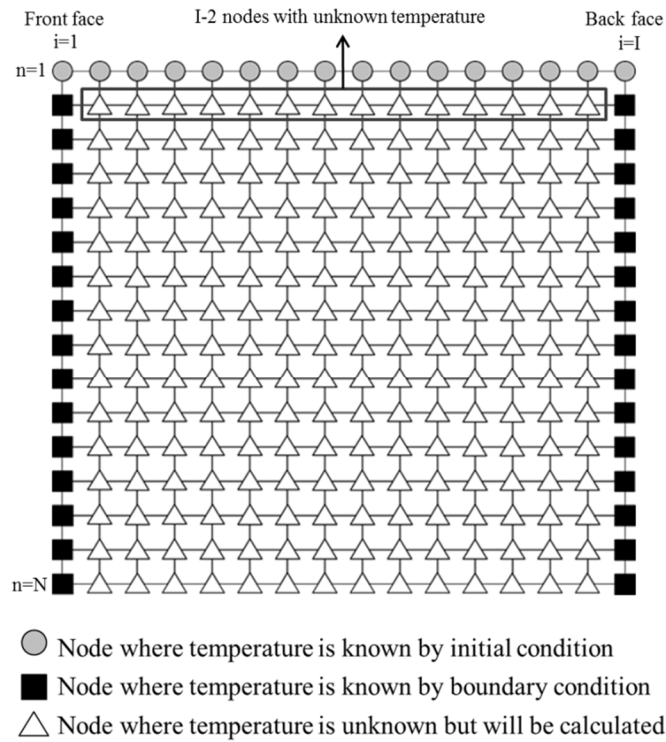 Front face
I-2 nodes with unknown temperature
Back face
i=1
i=I
n=1
n=N
Node where temperature is known by initial condition
Node where temperature is known by boundary condition
Node where temperature is unknown but will be calculated